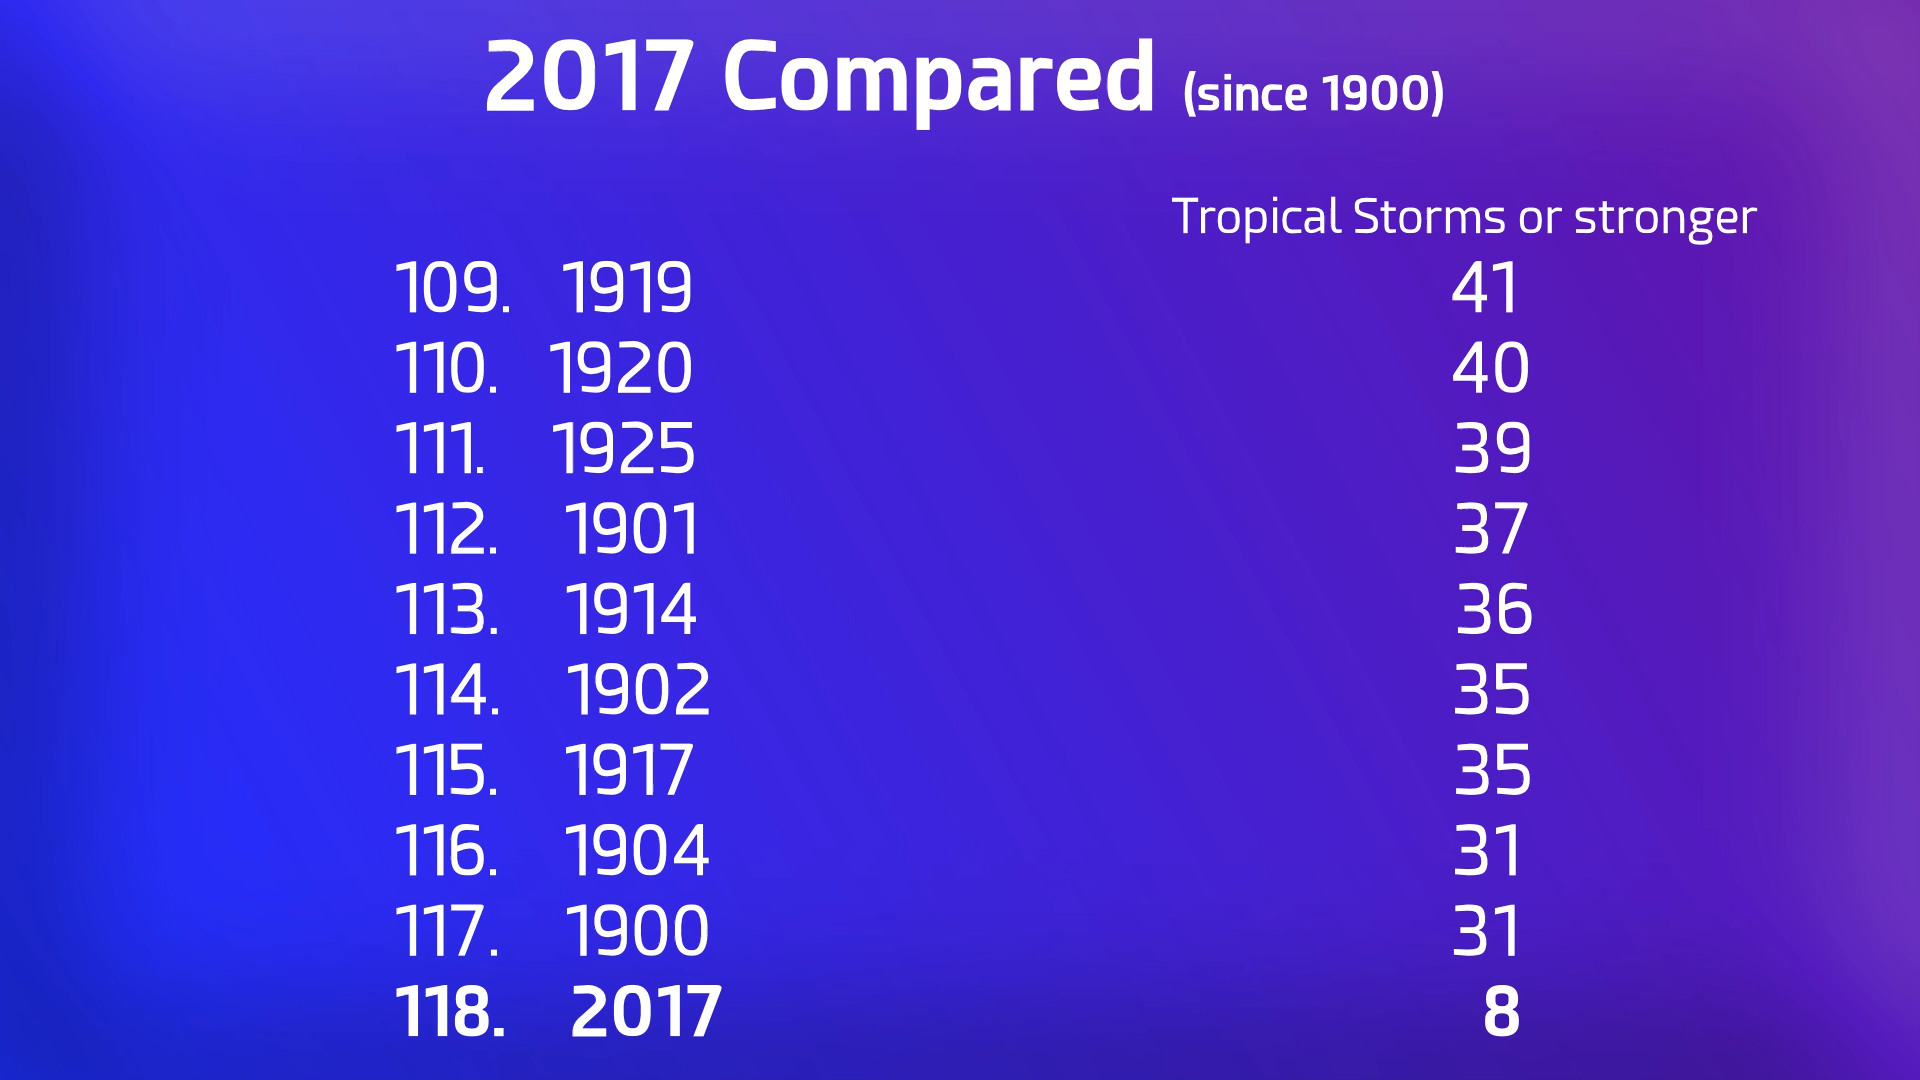 2017 Compared (since 1900)
Tropical Storms or stronger
109. 1919 41
110. 1920 40
111. 1925 39
112. 1901 37
113. 1914 36
114. 1902 35
115. 1917 35
116. 1904 31
117. 1900 31
118. 2017 8